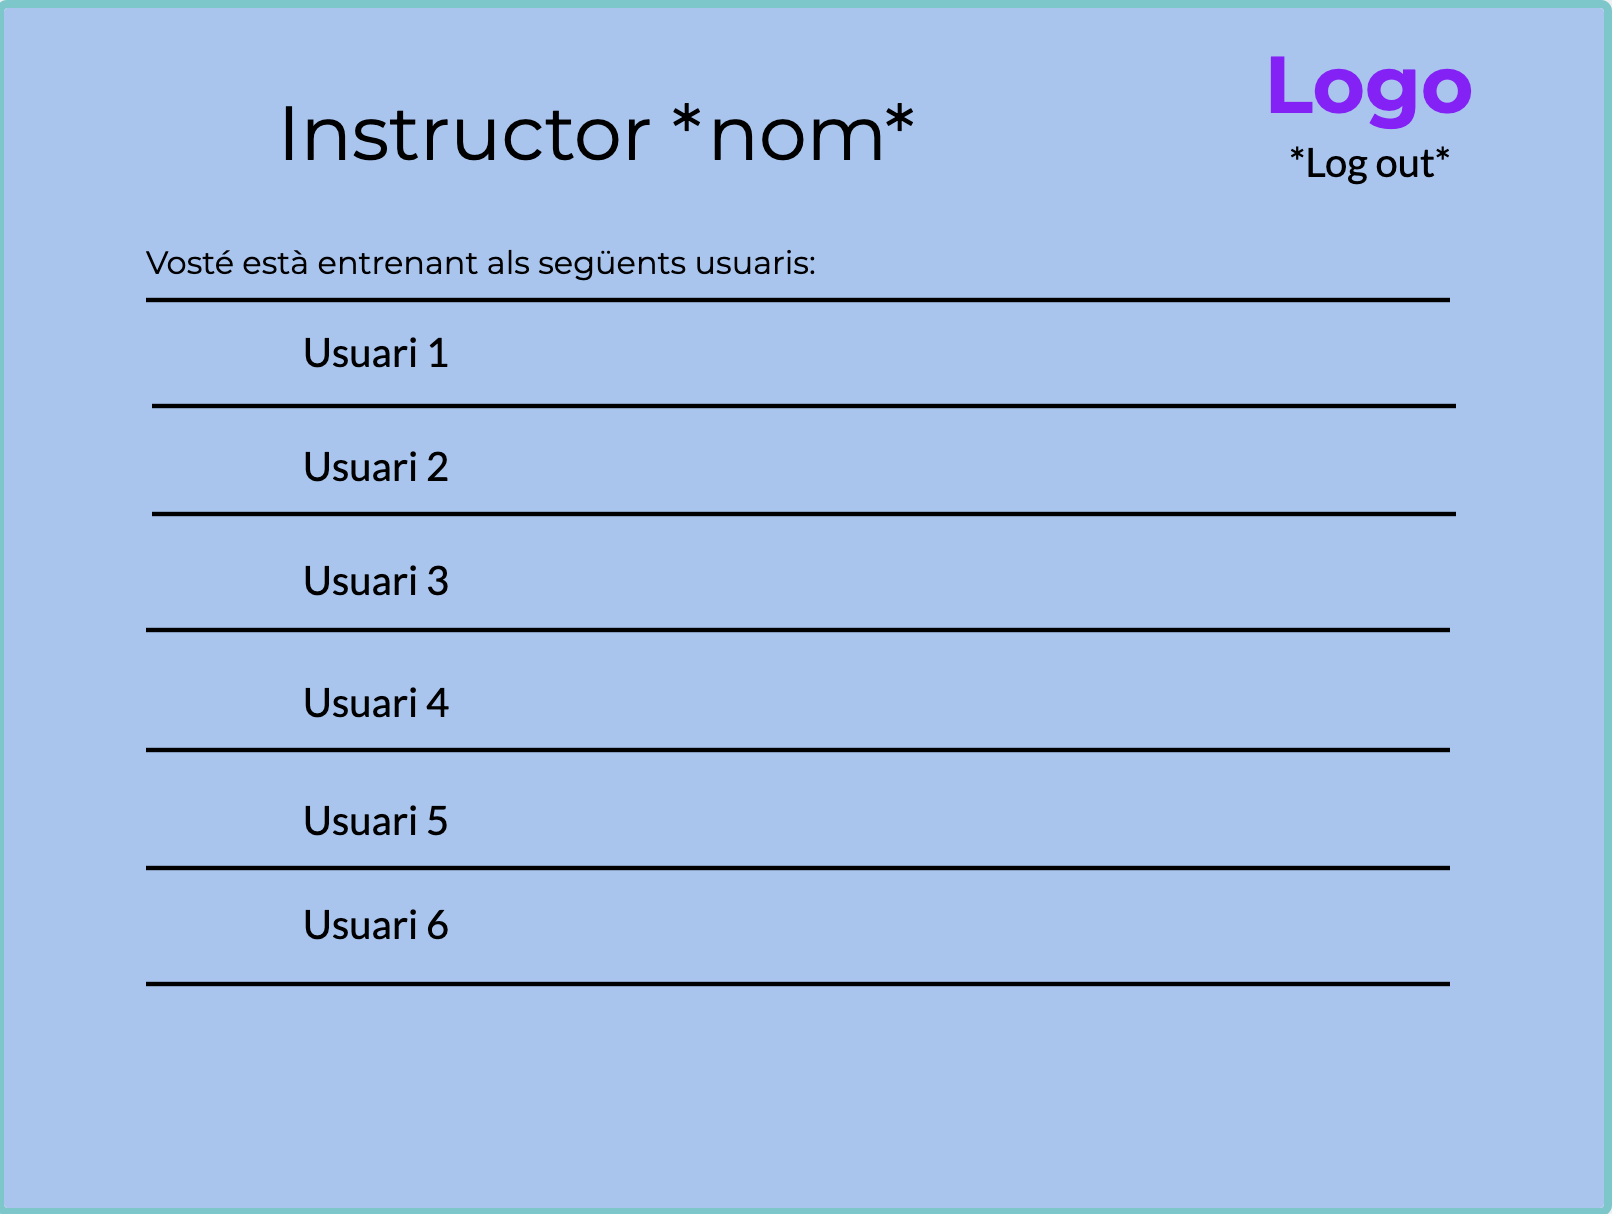 Logo
Instructor *nom*
*Log out*
Vosté està entrenant als següents usuaris:
Usuari 1
Usuari 2
Usuari 3
Usuari 4
Usuari 5
Usuari 6